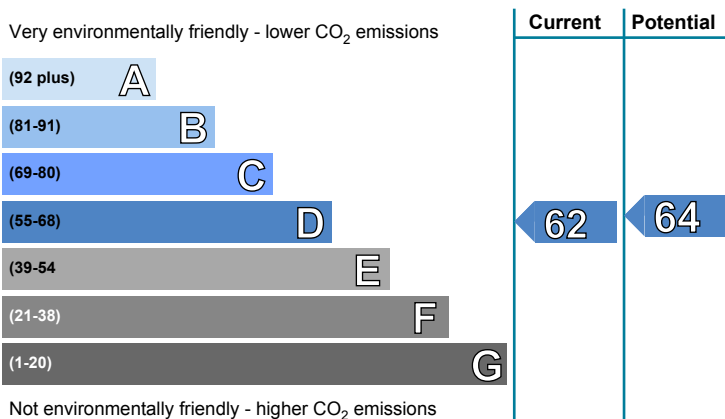 Current Potential
Very environmentally friendly - lower CO2 emissions
(92 plus) A
(81-91) B
(69-80) C
(55-68) D 62 64
(39-54 E
(21-38) F
(1-20) G
Not environmentally friendly - higher CO2 emissions